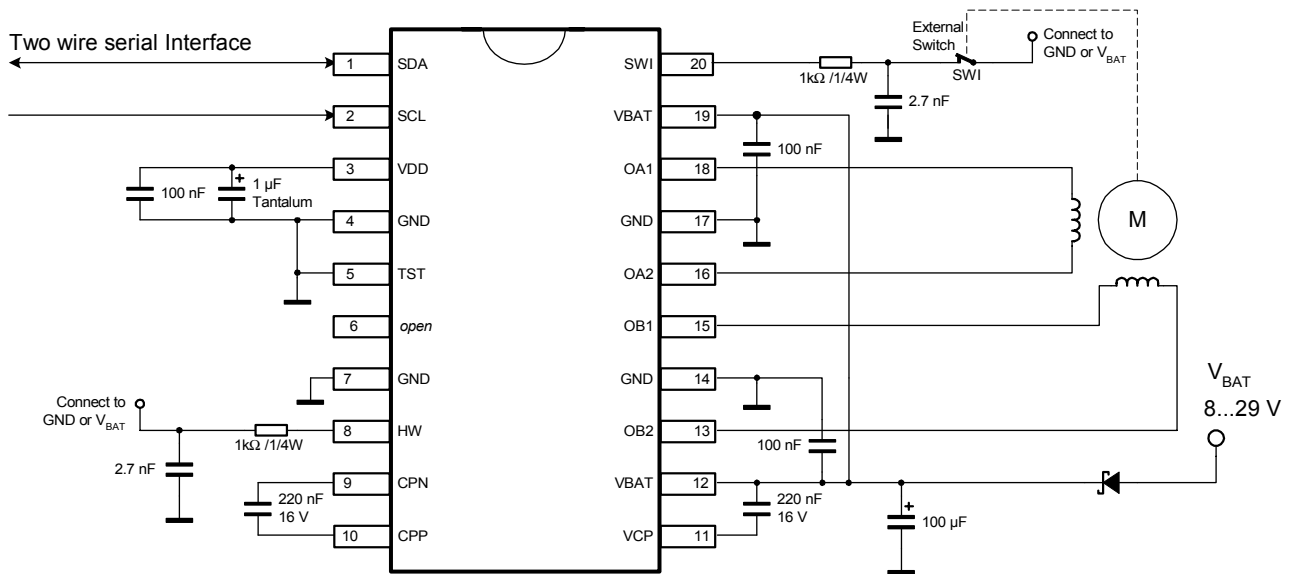 Two wire serial Interface
1 SDA
2 SCL
3 VDD
100 nF
1 µF
Tantalum
4 GND
5 TST
6 open
7 GND
Connect to
GND or VBAT
1kΩ /1/4W
8 HW
2.7 nF
9 CPN
220 nF
16 V
10 CPP
SWI 20
1kΩ /1/4W
External
Switch
SWI
Connect to
GND or VBAT
2.7 nF
VBAT 19
100 nF
OA1 18
GND 17
M
OA2 16
OB1 15
GND 14
VBAT
8...29 V
OB2 13
100 nF
VBAT 12
220 nF
16 V
100 µF
VCP 11